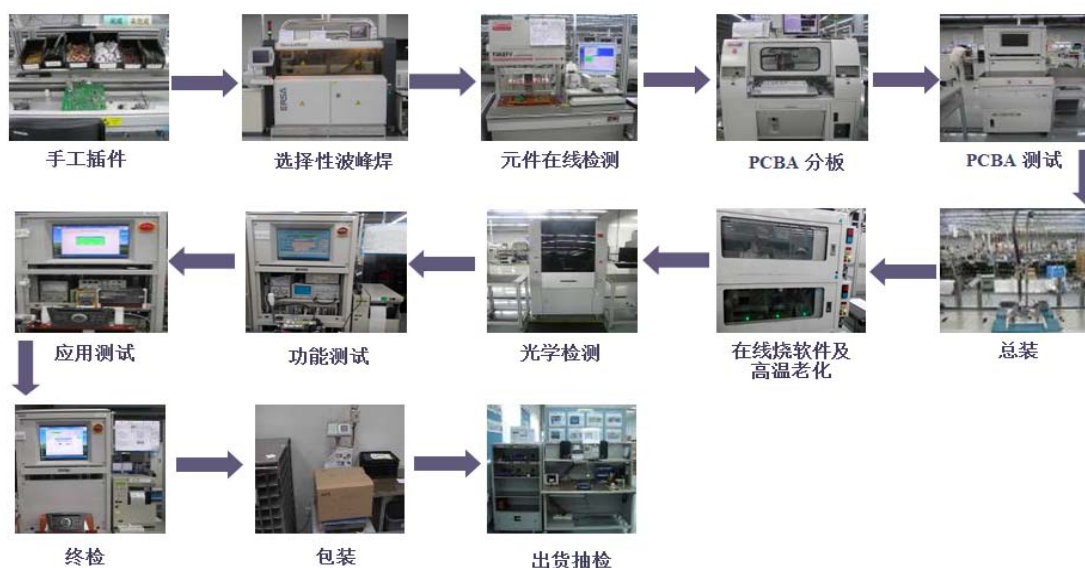 手工插件
选择性波峰焊
元件在线检测
PCBA 分板
PCBA 测试
应用测试
功能测试
光学检测
在线烧软件及
高温老化
总装
终检
包装
出货抽检
ERSA